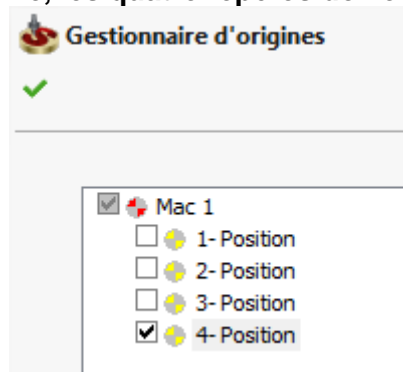 Gestionnaire d'origines
Mac 1
1- Position
2- Position
3- Position
4- Position